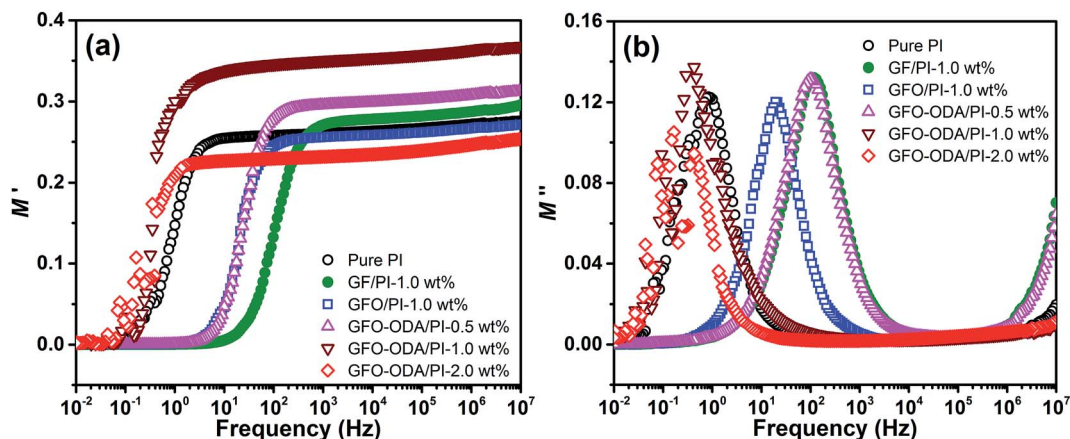 (a)
M'
0.4
0.3
0.2
0.1
0.0
Pure PI
GF/PI-1.0 wt%
GFO/PI-1.0 wt%
GFO-ODA/PI-0.5 wt%
GFO-ODA/PI-1.0 wt%
GFO-ODA/PI-2.0 wt%
10⁻² 10⁻¹ 10⁰ 10¹ 10² 10³ 10⁴ 10⁵ 10⁶ 10⁷
Frequency (Hz)
(b)
M"
0.16
0.12
0.08
0.04
0.00
Pure PI
GF/PI-1.0 wt%
GFO/PI-1.0 wt%
GFO-ODA/PI-0.5 wt%
GFO-ODA/PI-1.0 wt%
GFO-ODA/PI-2.0 wt%
10⁻² 10⁻¹ 10⁰ 10¹ 10² 10³ 10⁴ 10⁵ 10⁶ 10⁷
Frequency (Hz)